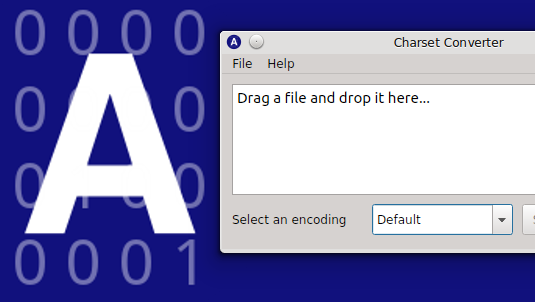 0 0 0 0
0 0 0
A
0 1 0 0
0 0 0 1
A
Charset Converter
File Help
Drag a file and drop it here...
Select an encoding
Default